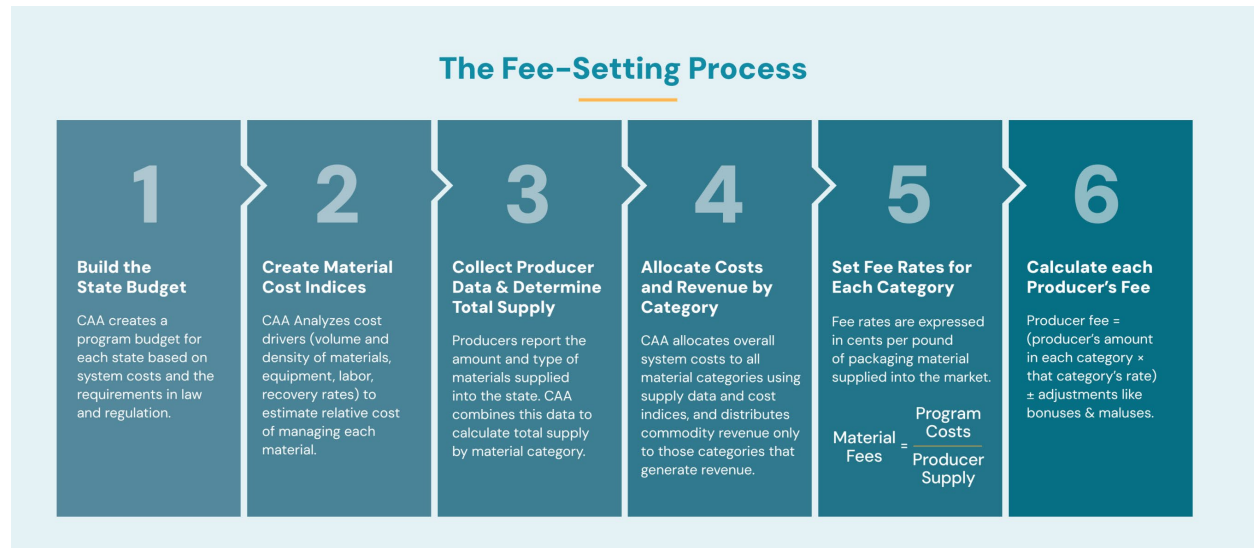 The Fee-Setting Process
1
Build the
State Budget
CAA creates a
program budget for
each state based on
system costs and the
requirements in law
and regulation.
2
Create Material
Cost Indices
CAA Analyzes cost
drivers (volume and
density of materials,
equipment, labor,
recovery rates) to
estimate relative cost
of managing each
material.
3
Collect Producer
Data & Determine
Total Supply
Producers report the
amount and type of
materials supplied
into the state. CAA
combines this data to
calculate total supply
by material category.
4
Allocate Costs
and Revenue by
Category
CAA allocates overall
system costs to all
material categories using
supply data and cost
indices, and distributes
commodity revenue only
to those categories that
generate revenue.
5
Set Fee Rates for
Each Category
Fee rates are expressed
in cents per pound
of packaging material
supplied into the market.
Material
Fees
=
Program
Costs
Producer
Supply
6
Calculate each
Producer's Fee
Producer fee =
(producer's amount
in each category ×
that category's rate)
± adjustments like
bonuses & maluses.